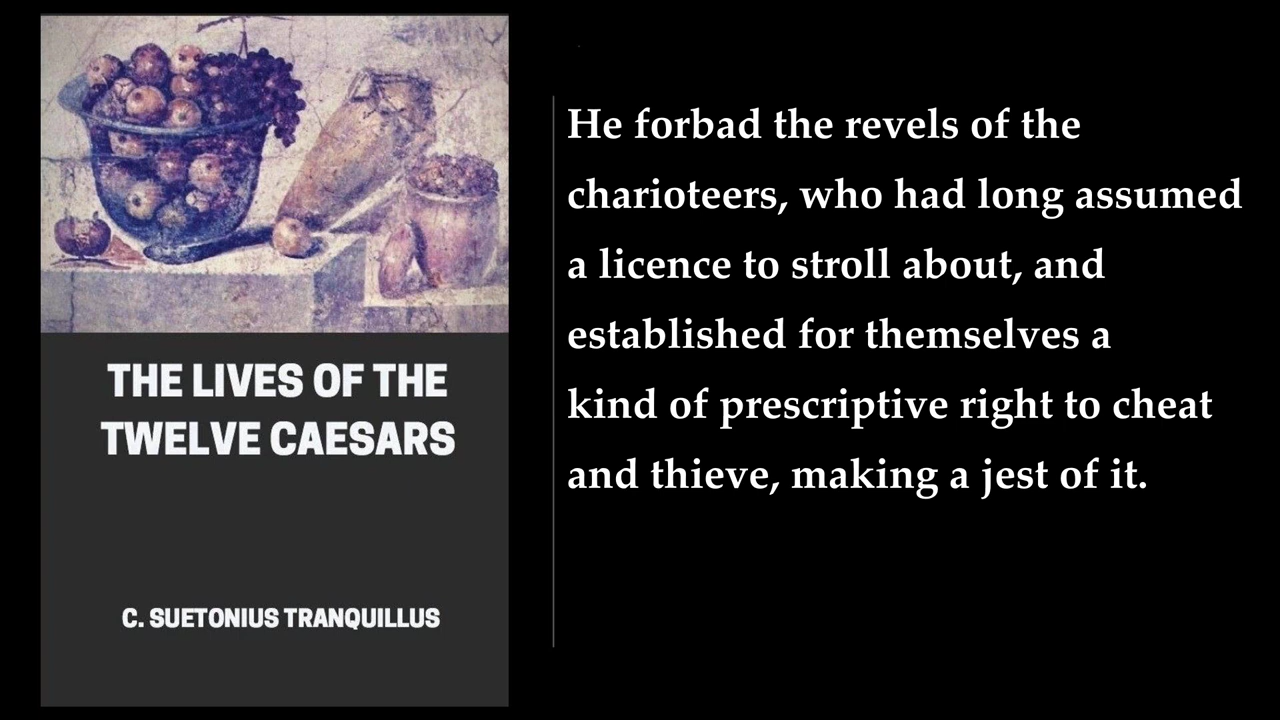 THE LIVES OF THE
TWELVE CAESARS
C. SUETONIUS TRANQUILLUS
He forbad the revels of the
charioteers, who had long assumed
a licence to stroll about, and
established for themselves a
kind of prescriptive right to cheat
and thieve, making a jest of it.